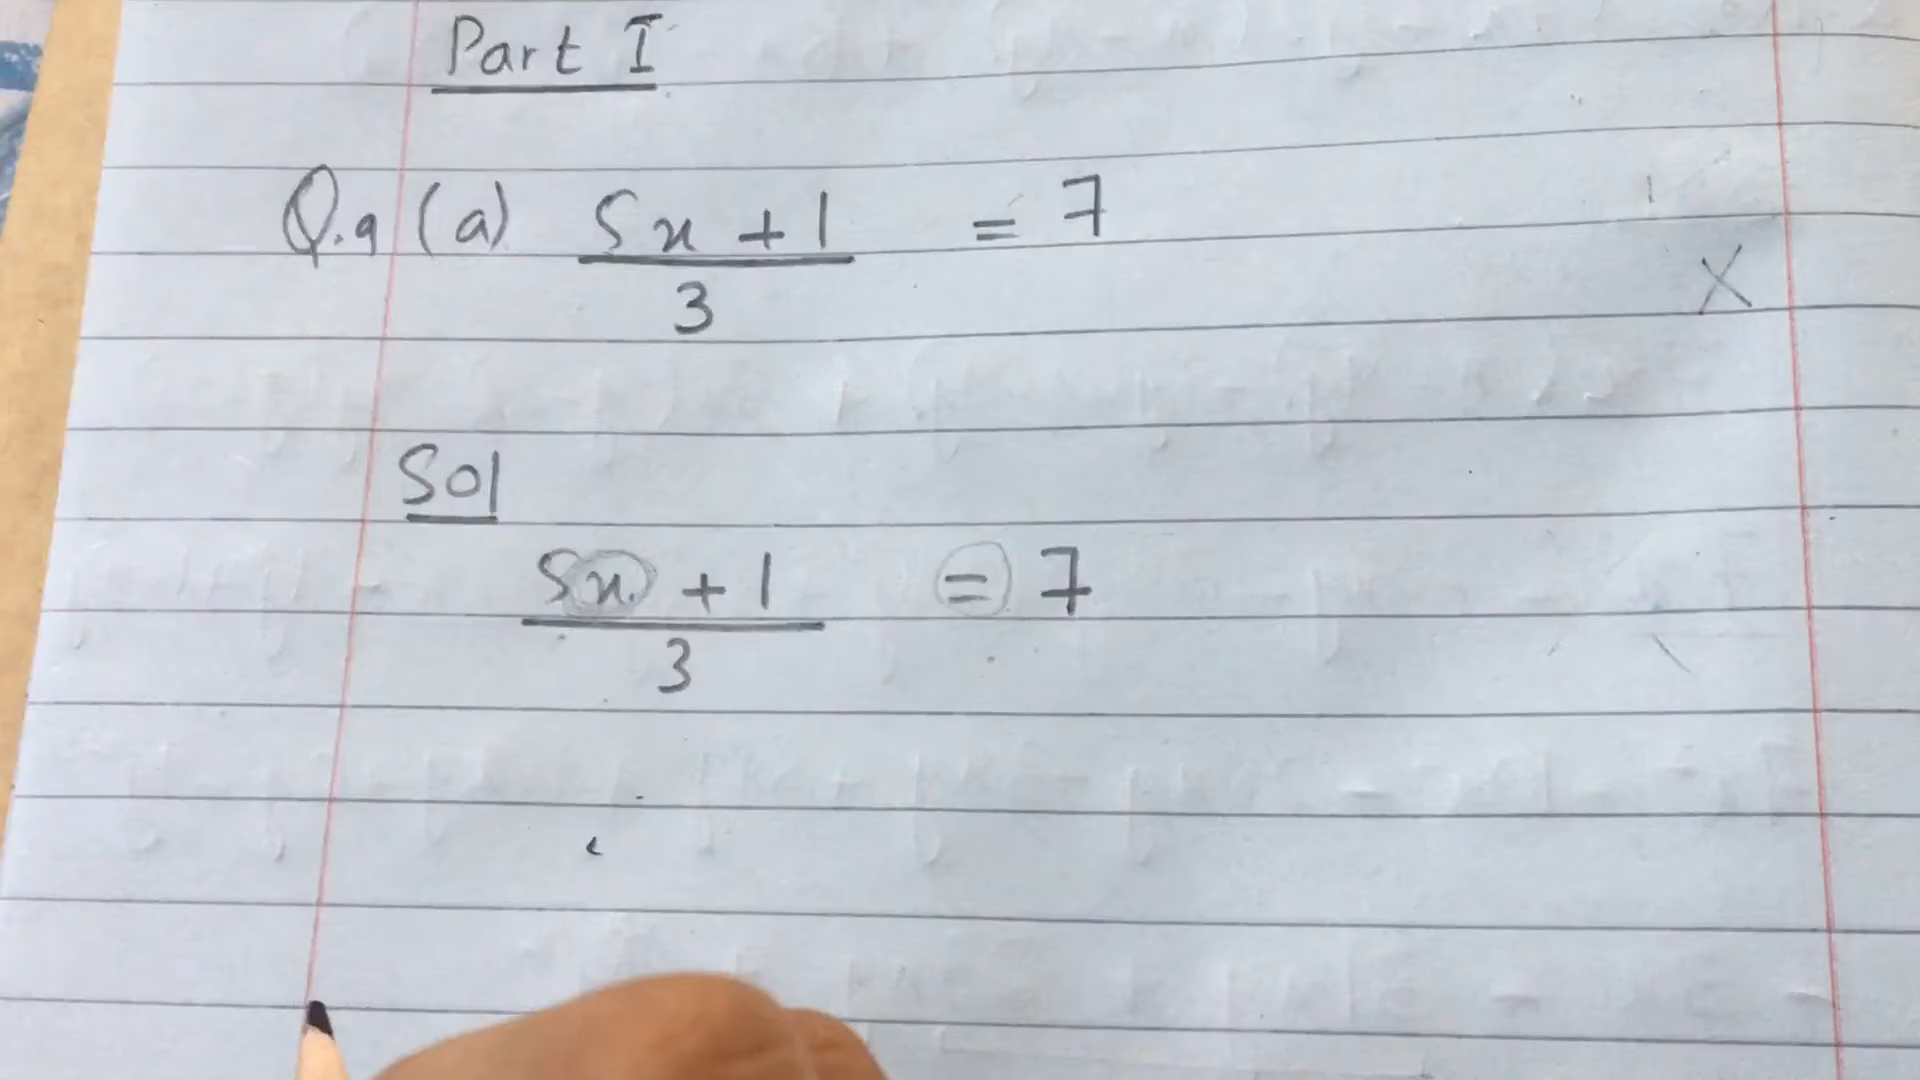 Part I
Q.9 (a) 5x + 1 = 7
3
Sol
5x + 1 = 7
3
X